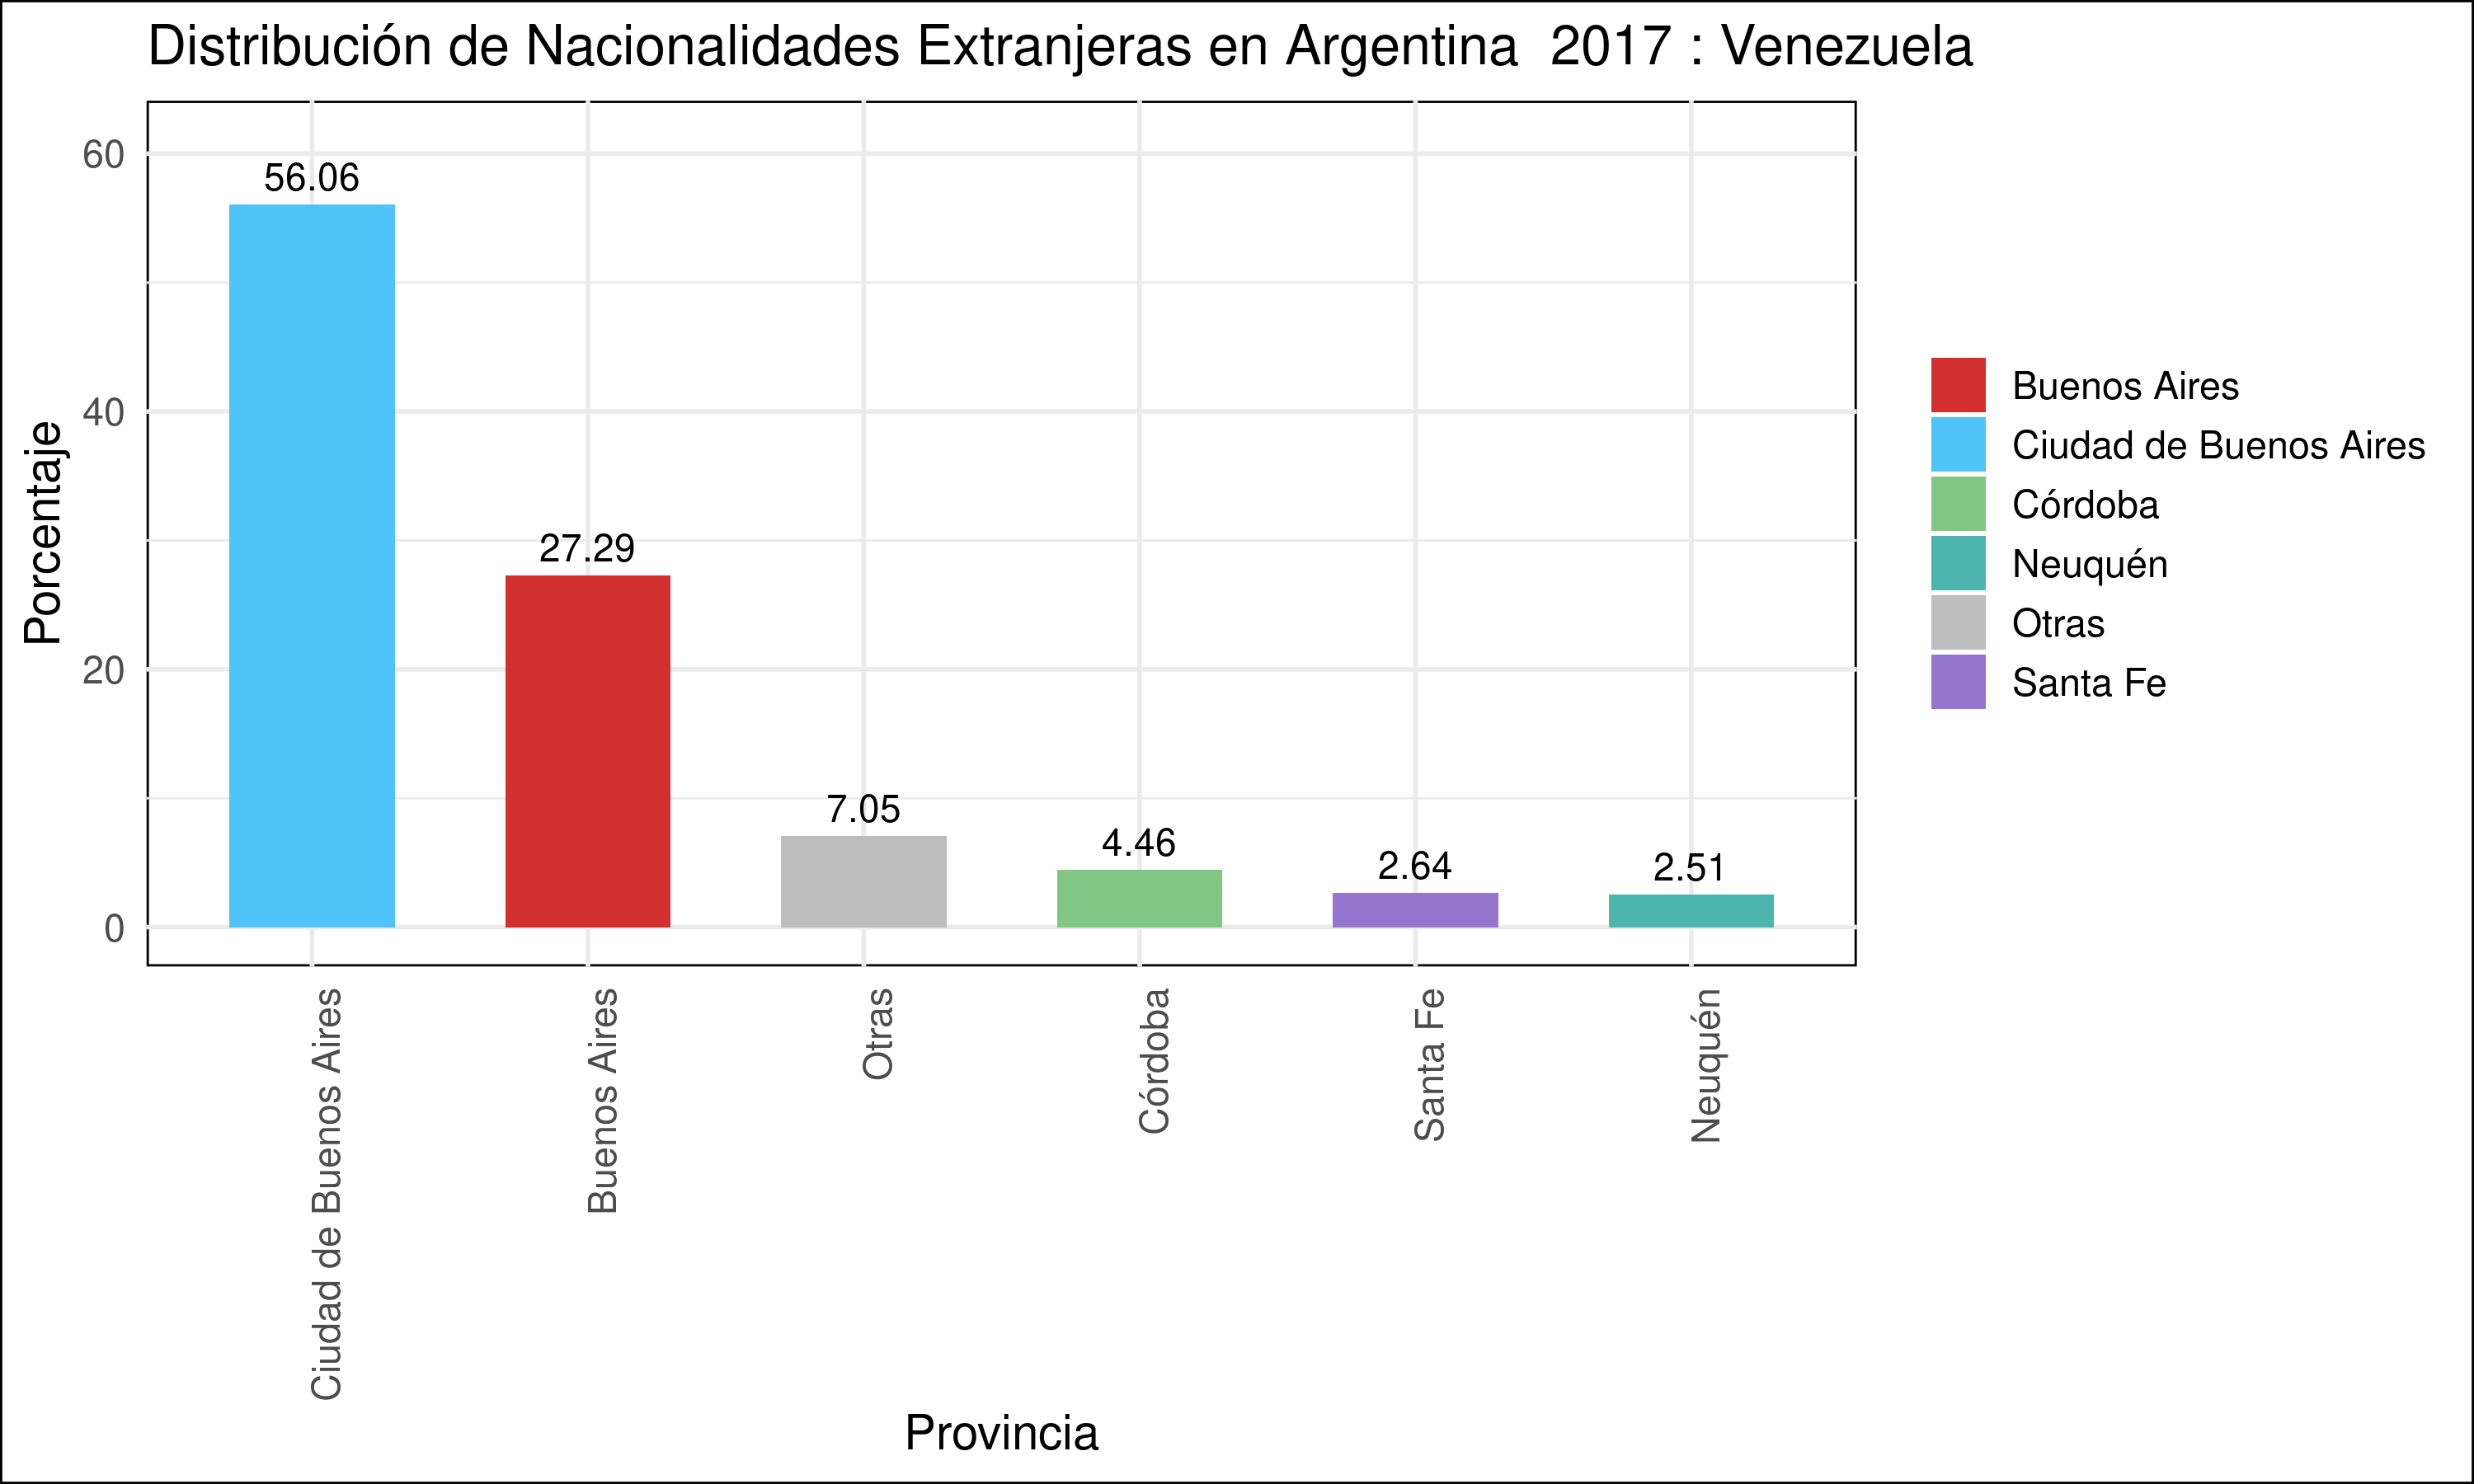 Distribución de Nacionalidades Extranjeras en Argentina  2017 : Venezuela
Porcentaje
60
40
20
0
56.06
27.29
7.05
4.46
2.64
2.51
Ciudad de Buenos Aires
Buenos Aires
Otras
Córdoba
Santa Fe
Neuquén
Provincia
Buenos Aires
Ciudad de Buenos Aires
Córdoba
Neuquén
Otras
Santa Fe